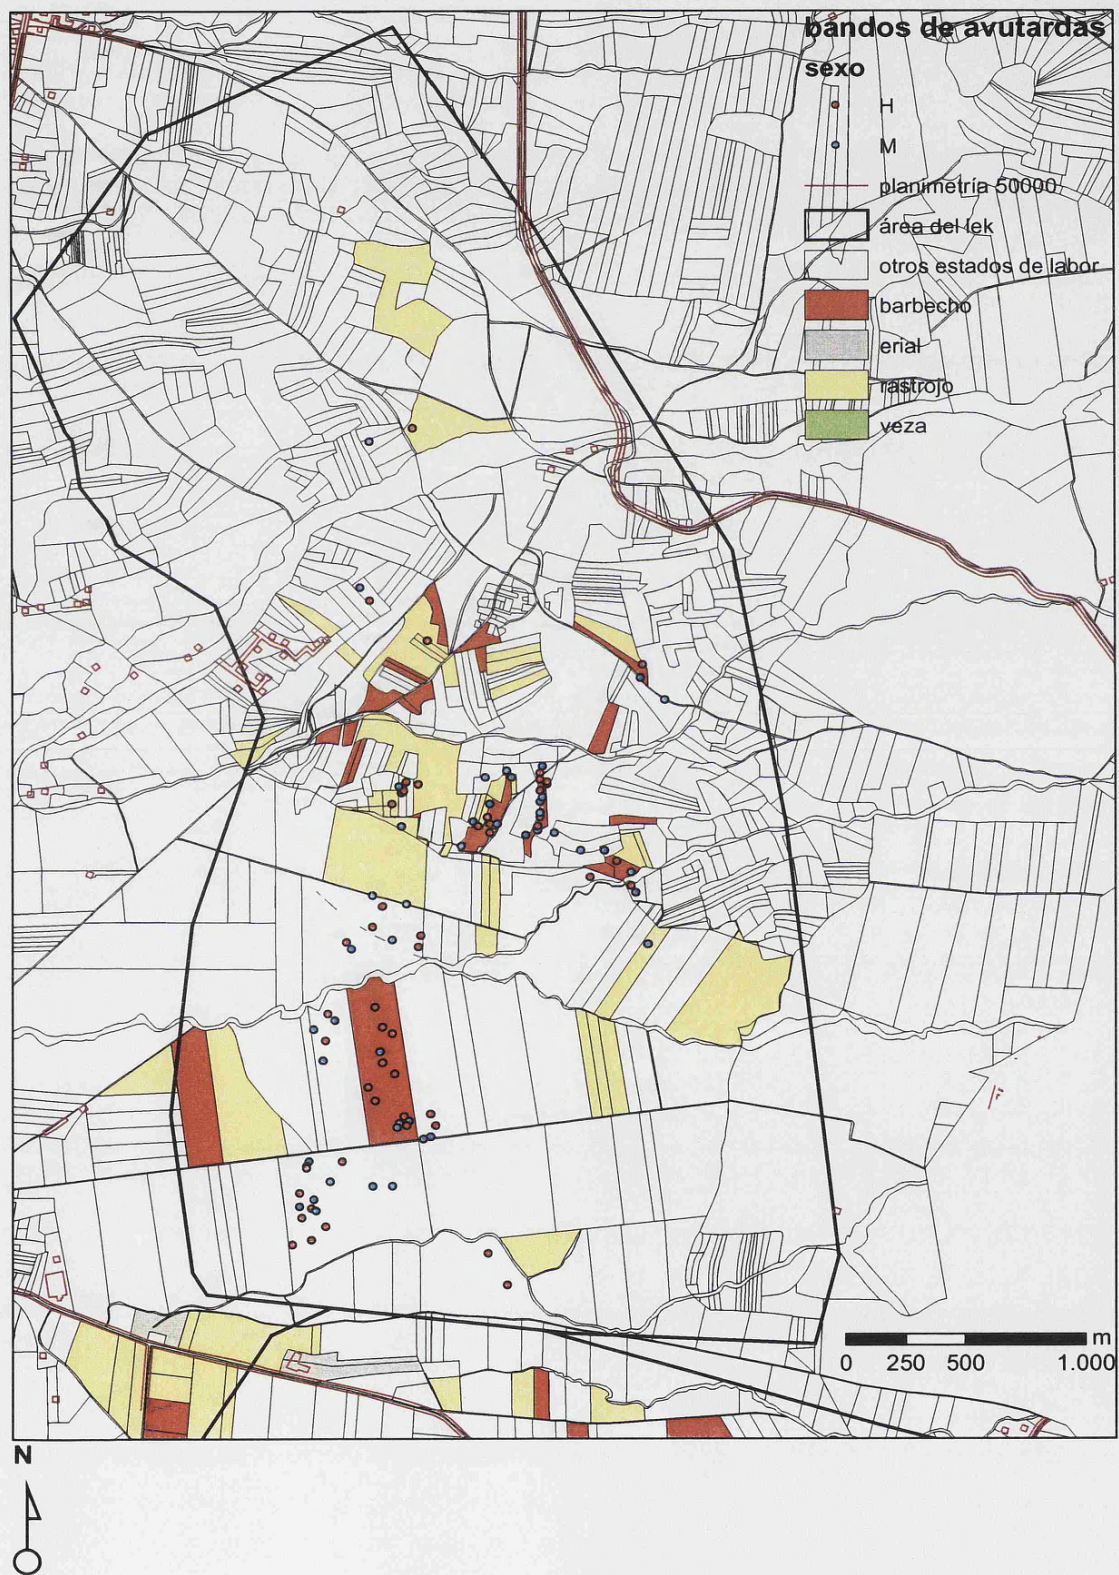 bandos de avutardas
sexo
H
M
planimetría 50000
área del lek
otros estados de labor
barbecho
erial
rastrojo
veza
m
0 250 500 1.000
N